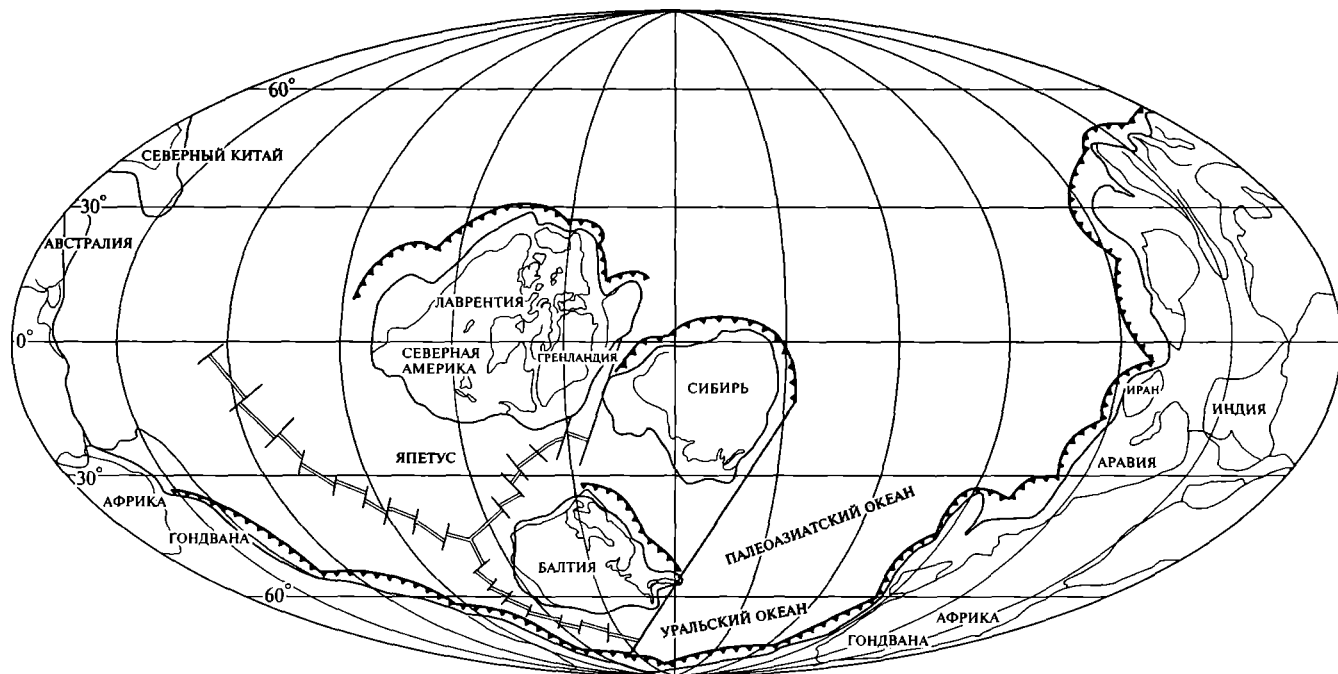 60°
СЕВЕРНЫЙ КИТАЙ
30°
АВСТРАЛИЯ
ЛАВРЕНТИЯ
0°
СЕВЕРНАЯ
АМЕРИКА
ГРЕНЛАНДИЯ
СИБИРЬ
ИРАН
ИНДИЯ
ЯПЕТУС
АРАВИЯ
30°
АФРИКА
ГОНДВАНА
ПАЛЕОАЗИАТСКИЙ ОКЕАН
БАЛТИЯ
60°
УРАЛЬСКИЙ ОКЕАН
АФРИКА
ГОНДВАНА